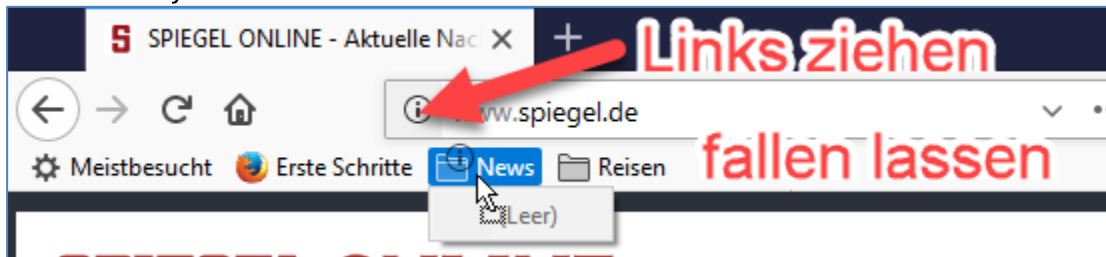 SPIEGEL ONLINE - Aktuelle Nac
Links ziehen
www.spiegel.de
fallen lassen
Meistbesucht Erste Schritte News Reisen
(Leer)